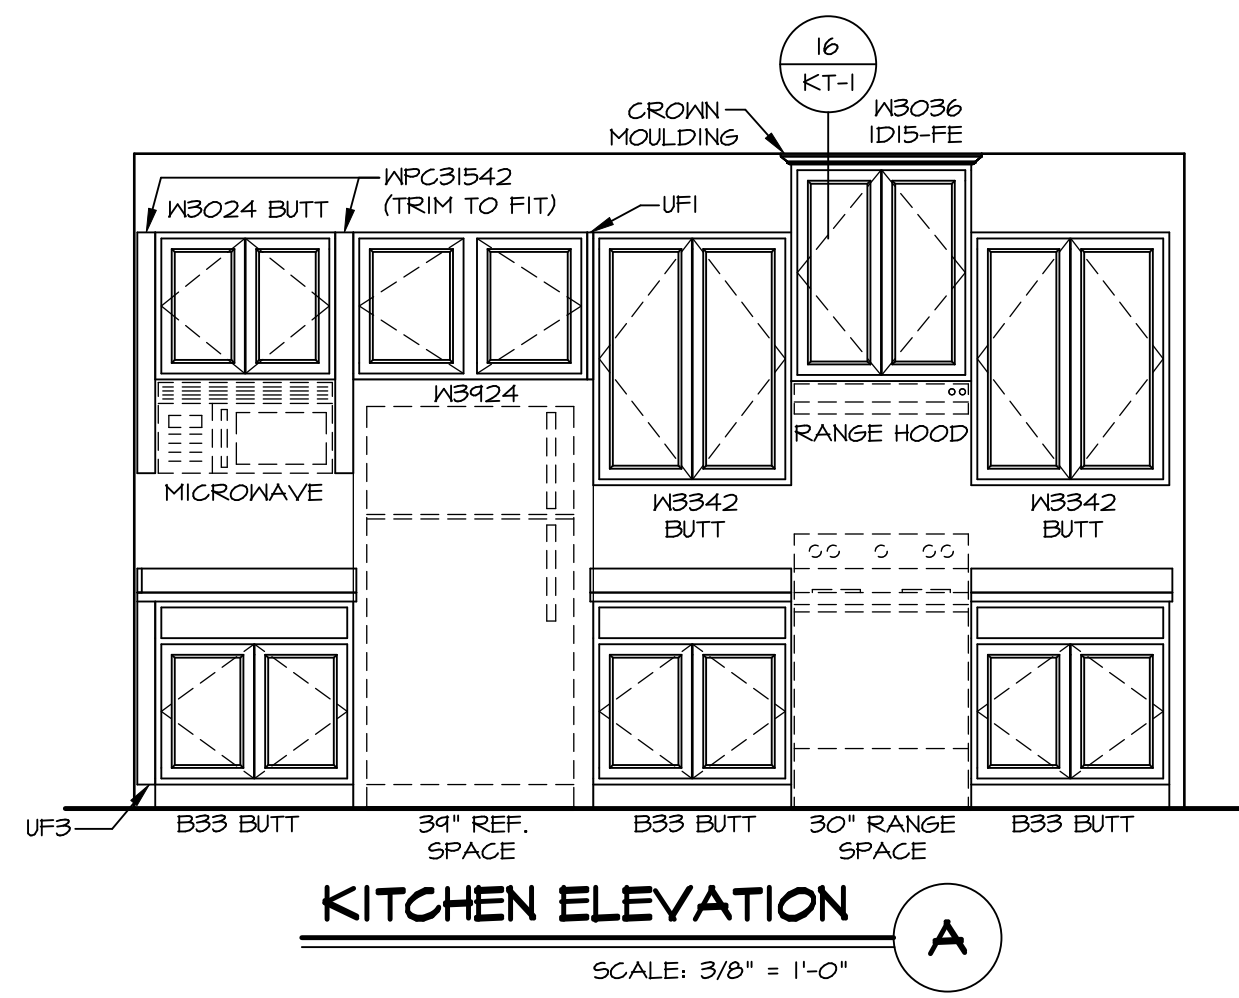 16
KT-1
CROWN
MOULDING
W3036
1D15-FE
WPC31542
(TRIM TO FIT)
W3024 BUTT
UF1
W3924
RANGE HOOD
MICROWAVE
W3342
BUTT
W3342
BUTT
UF3
B33 BUTT
39" REF.
SPACE
B33 BUTT
30" RANGE
SPACE
B33 BUTT
KITCHEN ELEVATION
A
SCALE: 3/8" = 1'-0"